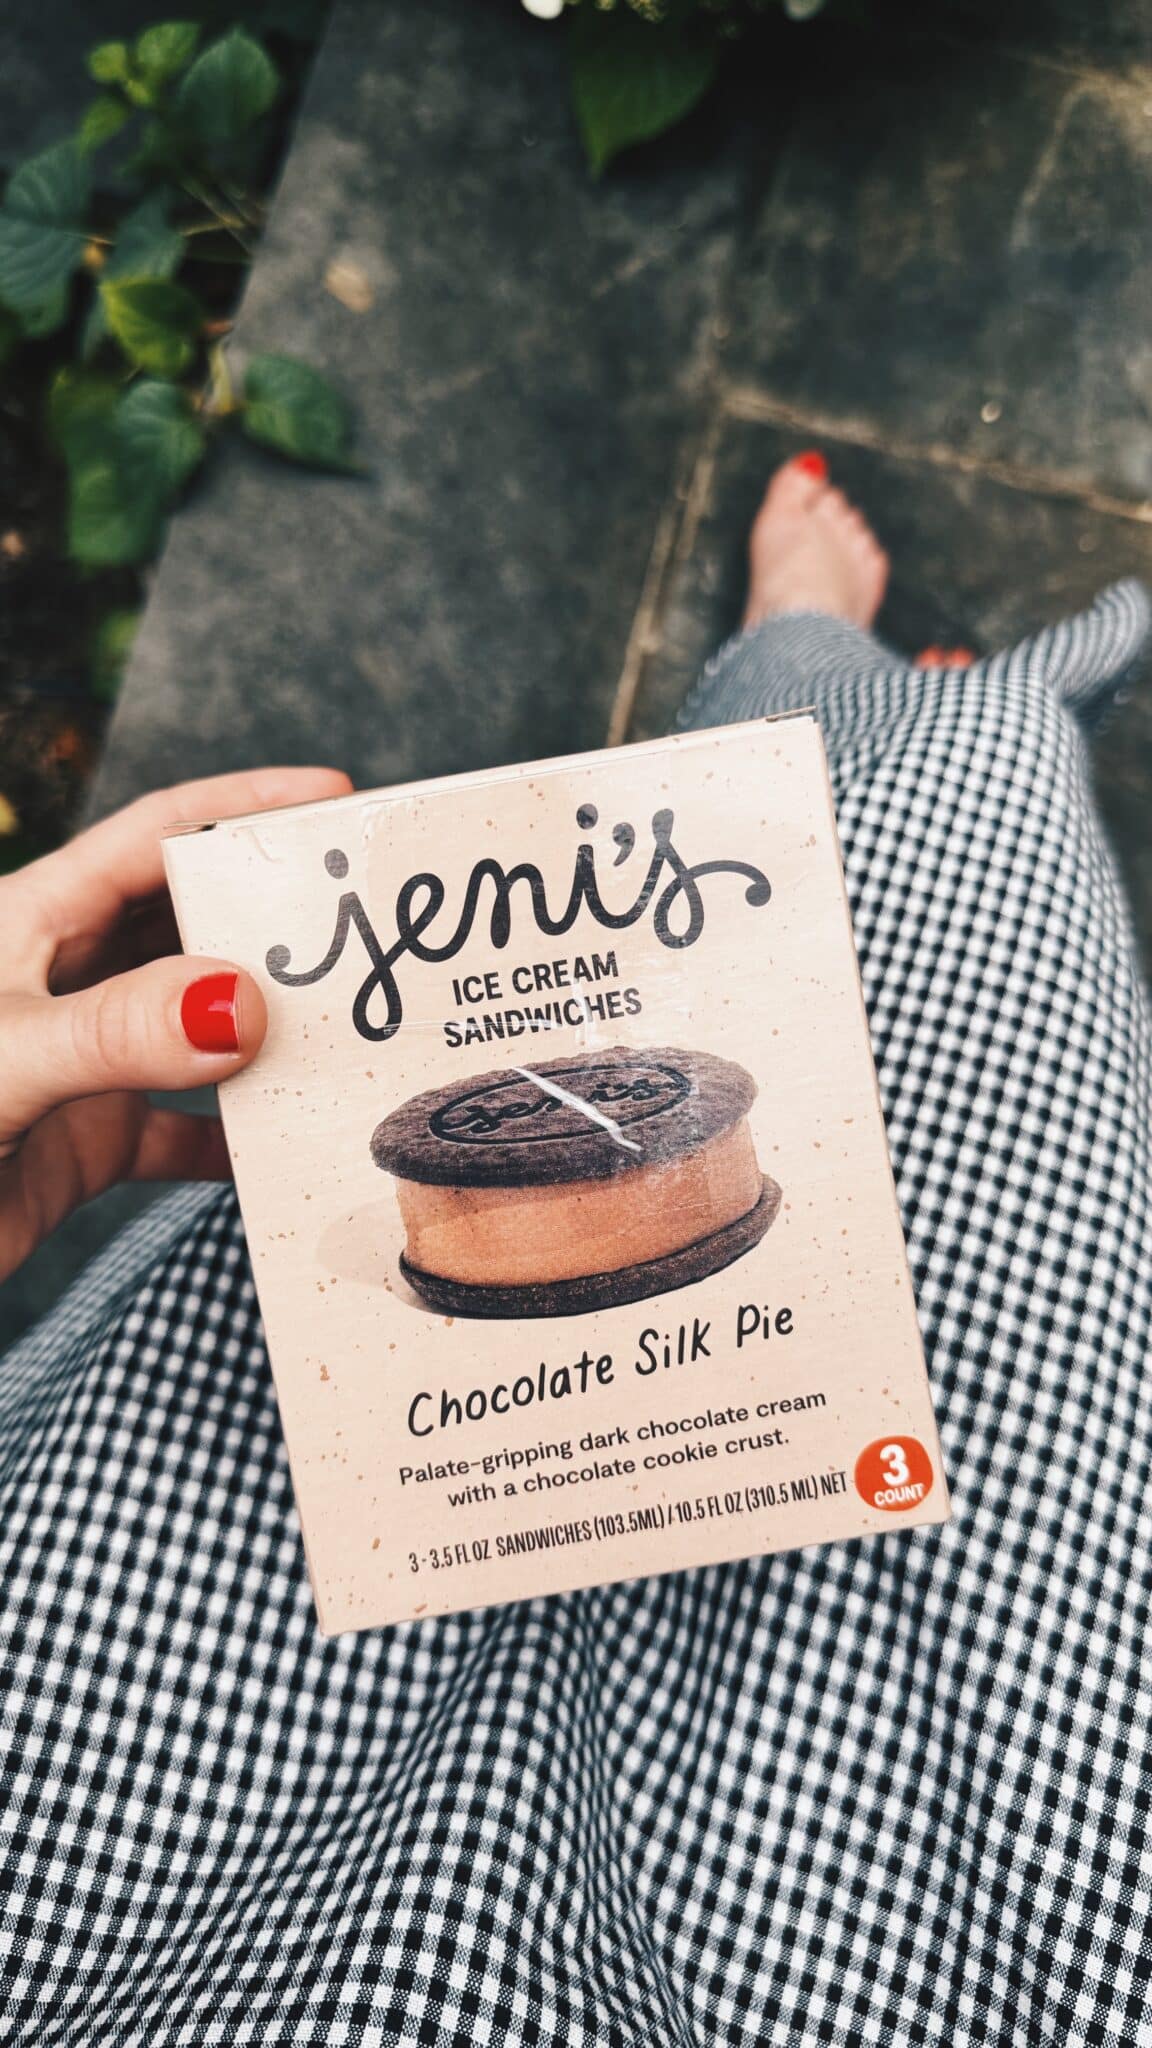 jeni's
ICE CREAM
SANDWICHES
jeni's
Chocolate Silk Pie
Palate-gripping dark chocolate cream
with a chocolate cookie crust.
3 - 3.5 FL OZ SANDWICHES (103.5ML) / 10.5 FL OZ (310.5 ML) NET
3
COUNT